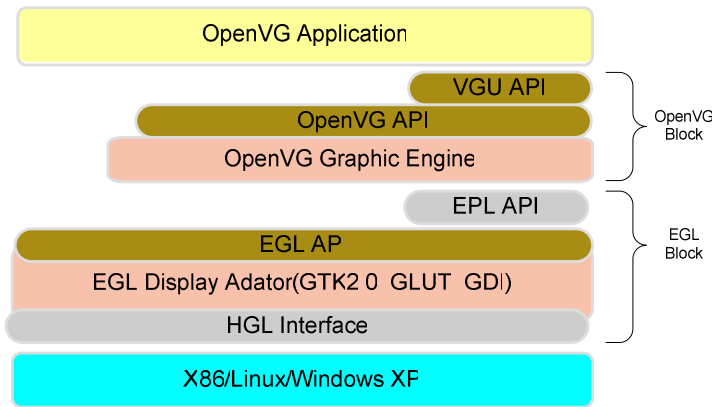 OpenVG Application
VGU API
OpenVG API
OpenVG Graphic Engine
OpenVG
Block
EPL API
EGL AP
EGL Display Adator(GTK2 0 GLUT GDI)
HGL Interface
EGL
Block
X86/Linux/Windows XP